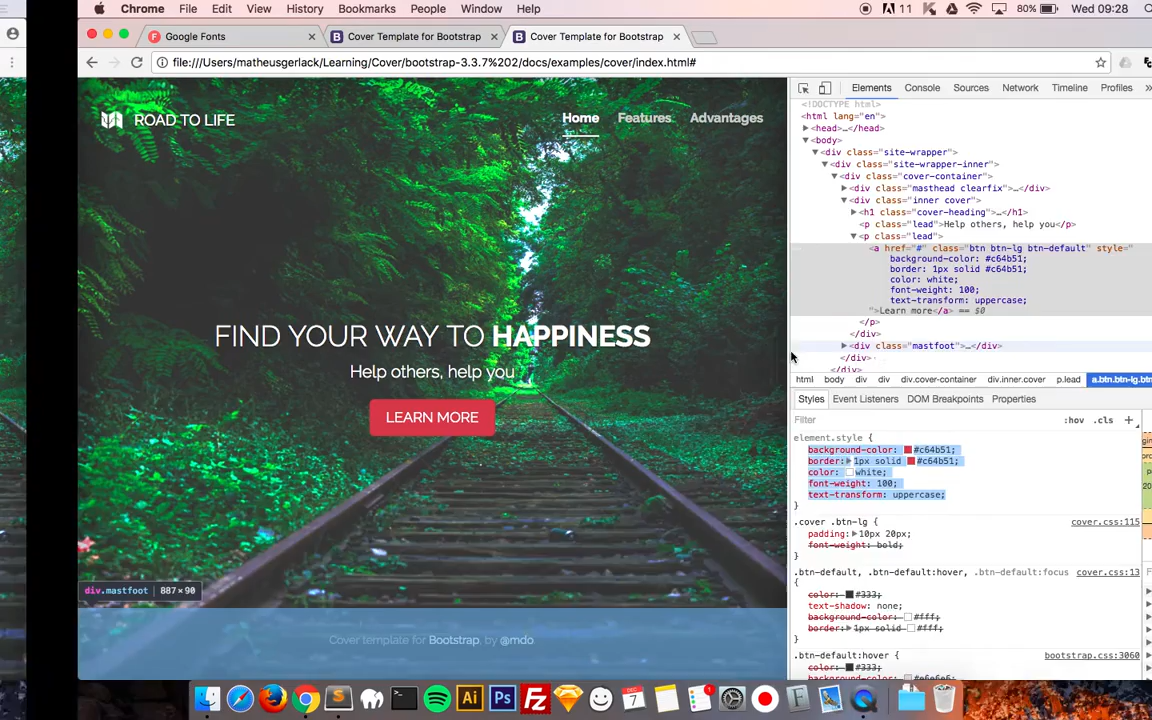 Chrome File Edit View History Bookmarks People Window Help 11 80% Wed 09:28
Google Fonts
Cover Template for Bootstrap
Cover Template for Bootstrap
file:///Users/matheusgerlack/Learning/Cover/bootstrap-3.3.7%202/docs/examples/cover/index.html#
ROAD TO LIFE
Home Features Advantages
FIND YOUR WAY TO HAPPINESS
Help others, help you
LEARN MORE
div.mastfoot 887×90
Cover template for Bootstrap, by @mdo.
Elements Console Sources Network Timeline Profiles »
<!DOCTYPE html>
<html lang="en">
▶<head>…</head>
▼<body>
▼<div class="site-wrapper">
▼<div class="site-wrapper-inner">
▼<div class="cover-container">
▶<div class="masthead clearfix">…</div>
▼<div class="inner cover">
▶<h1 class="cover-heading">…</h1>
<p class="lead">Help others, help you</p>
▼<p class="lead">
<a href="#" class="btn btn-lg btn-default" style="
background-color: #c64b51;
border: 1px solid #c64b51;
color: white;
font-weight: 100;
text-transform: uppercase;
">Learn more</a> == $0
</p>
</div>
▶<div class="mastfoot">…</div>
</div>
</div>
html body div div div.cover-container div.inner.cover p.lead a.btn.btn-lg.btn
Styles Event Listeners DOM Breakpoints Properties
Filter :hov .cls +
element.style {
background-color: #c64b51;
border:▶1px solid #c64b51;
color: white;
font-weight: 100;
text-transform: uppercase;
}
.cover .btn-lg { cover.css:115
padding:▶10px 20px;
font-weight: bold;
}
.btn-default, .btn-default:hover, .btn-default:focus cover.css:13
{
color: #333;
text-shadow: none;
background-color: #fff;
border:▶1px solid #fff;
}
.btn-default:hover { bootstrap.css:3060
color: #333;
background-color: #e6e6e6;